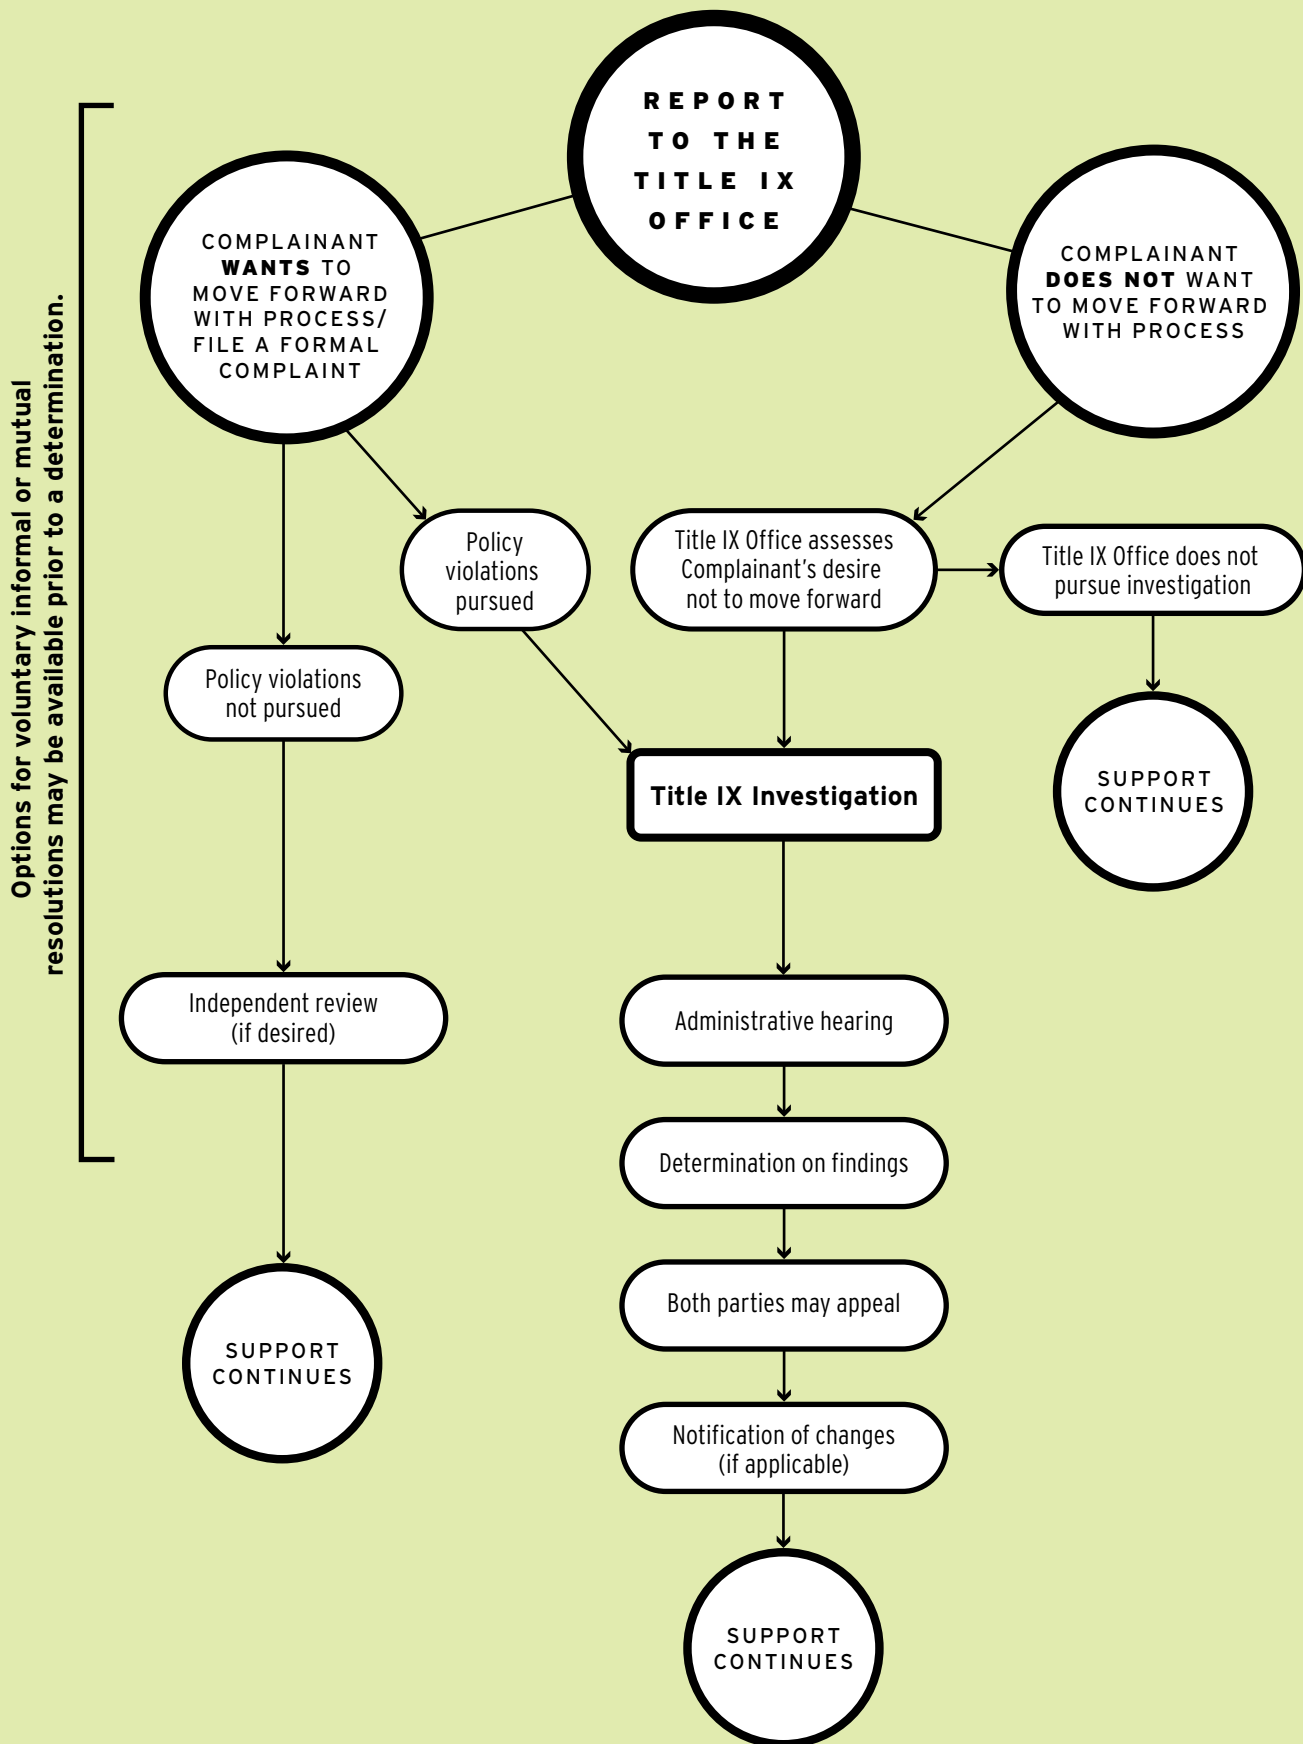 REPORT
TO THE
TITLE IX
OFFICE
COMPLAINANT
WANTS TO
MOVE FORWARD
WITH PROCESS/
FILE A FORMAL
COMPLAINT
COMPLAINANT
DOES NOT WANT
TO MOVE FORWARD
WITH PROCESS
Options for voluntary informal or mutual
resolutions may be available prior to a determination.
Policy
violations
pursued
Title IX Office assesses
Complainant's desire
not to move forward
Title IX Office does not
pursue investigation
Policy violations
not pursued
Title IX Investigation
SUPPORT
CONTINUES
Independent review
(if desired)
Administrative hearing
Determination on findings
Both parties may appeal
SUPPORT
CONTINUES
Notification of changes
(if applicable)
SUPPORT
CONTINUES